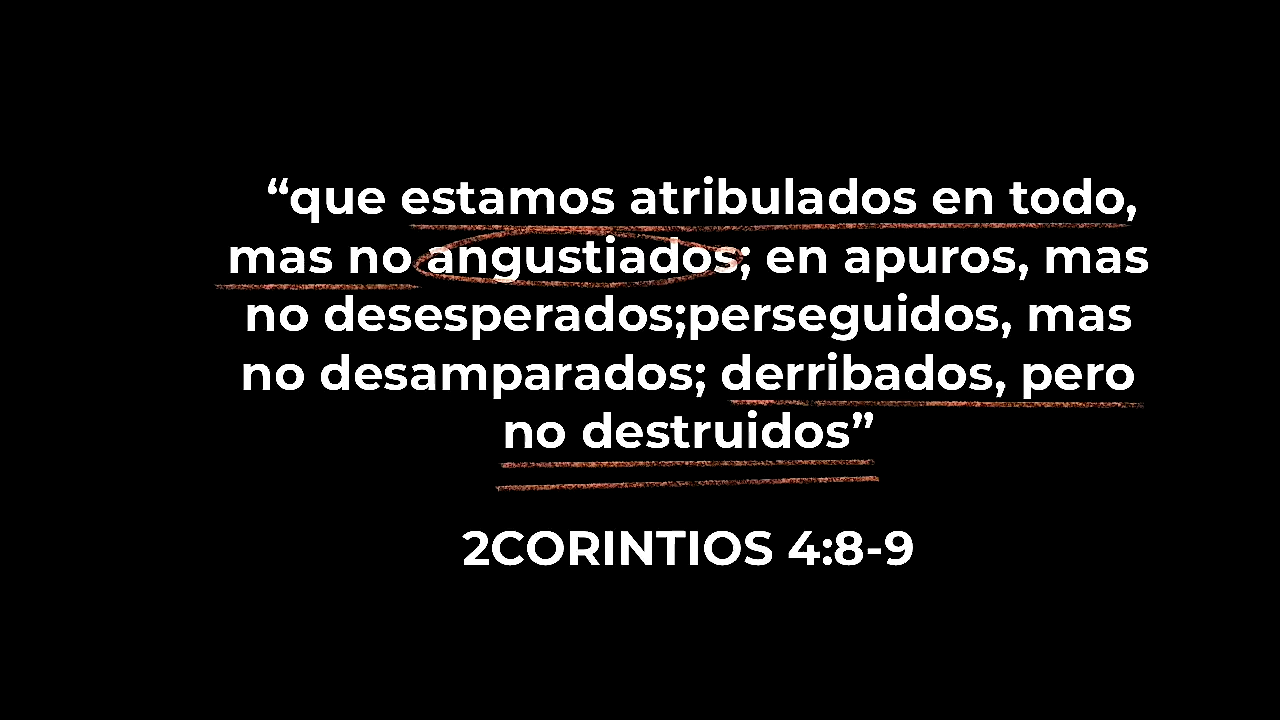 “que estamos atribulados en todo,
mas no angustiados; en apuros, mas
no desesperados;perseguidos, mas
no desamparados; derribados, pero
no destruidos”
2CORINTIOS 4:8-9